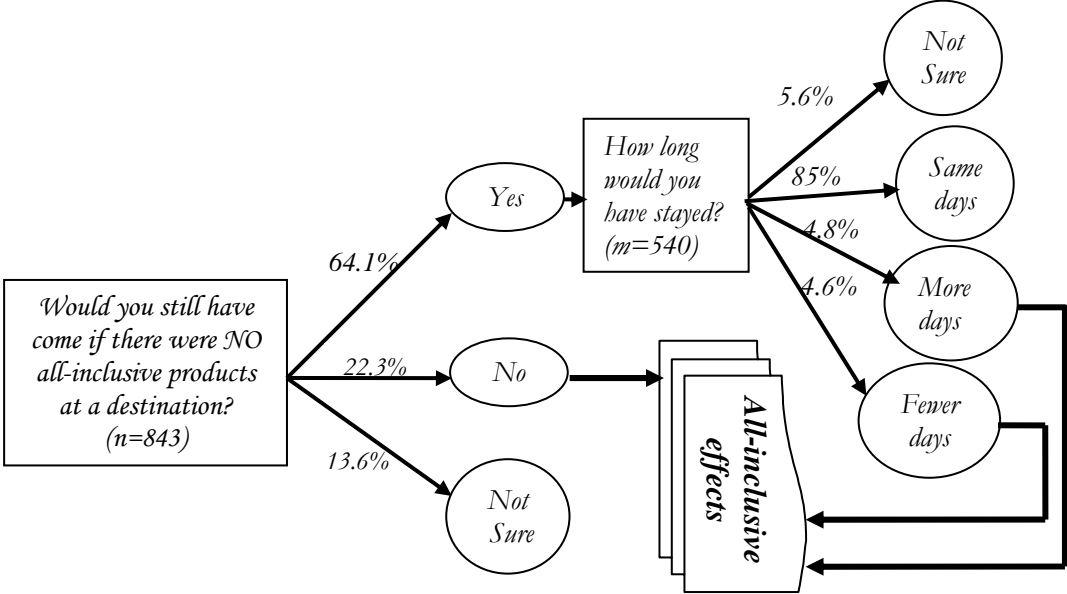 Would you still have
come if there were NO
all-inclusive products
at a destination?
(n=843)
64.1%
22.3%
13.6%
Yes
No
Not
Sure
How long
would you
have stayed?
(m=540)
5.6%
85%
4.8%
4.6%
Not
Sure
Same
days
More
days
Fewer
days
All-inclusive
effects